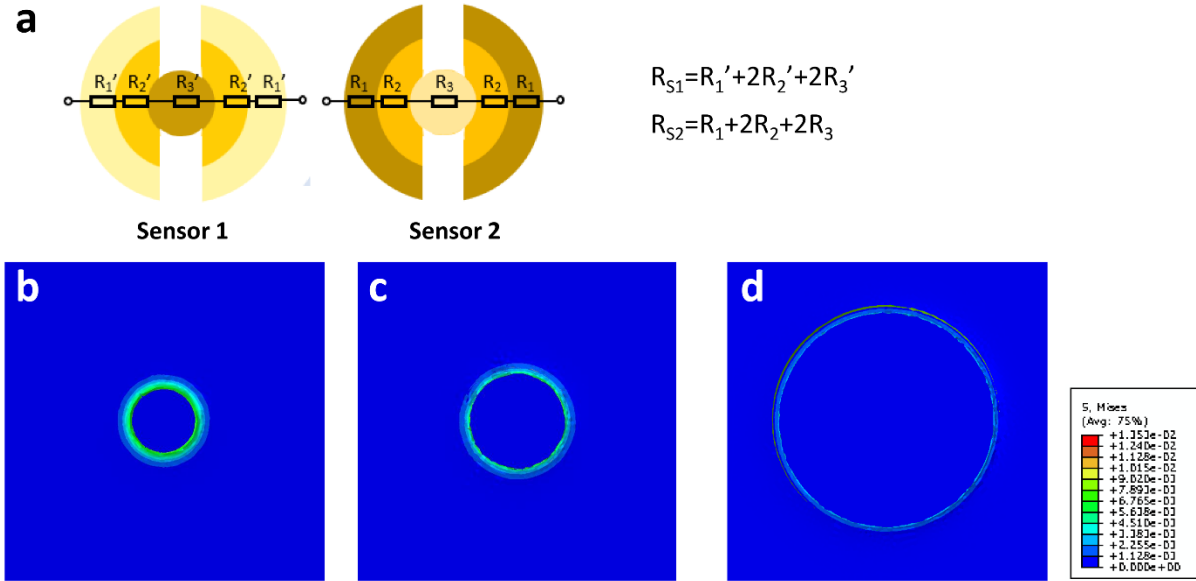 a
R1’ R2’ R3’ R2’ R1’
R1 R2 R3 R2 R1
RS1=R1’+2R2’+2R3’
RS2=R1+2R2+2R3
Sensor 1
Sensor 2
b
c
d
S, Mises
(Avg: 75%)
+1.353e-02
+1.240e-02
+1.128e-02
+1.015e-02
+9.020e-03
+7.893e-03
+6.765e-03
+5.638e-03
+4.510e-03
+3.383e-03
+2.255e-03
+1.128e-03
+0.000e+00